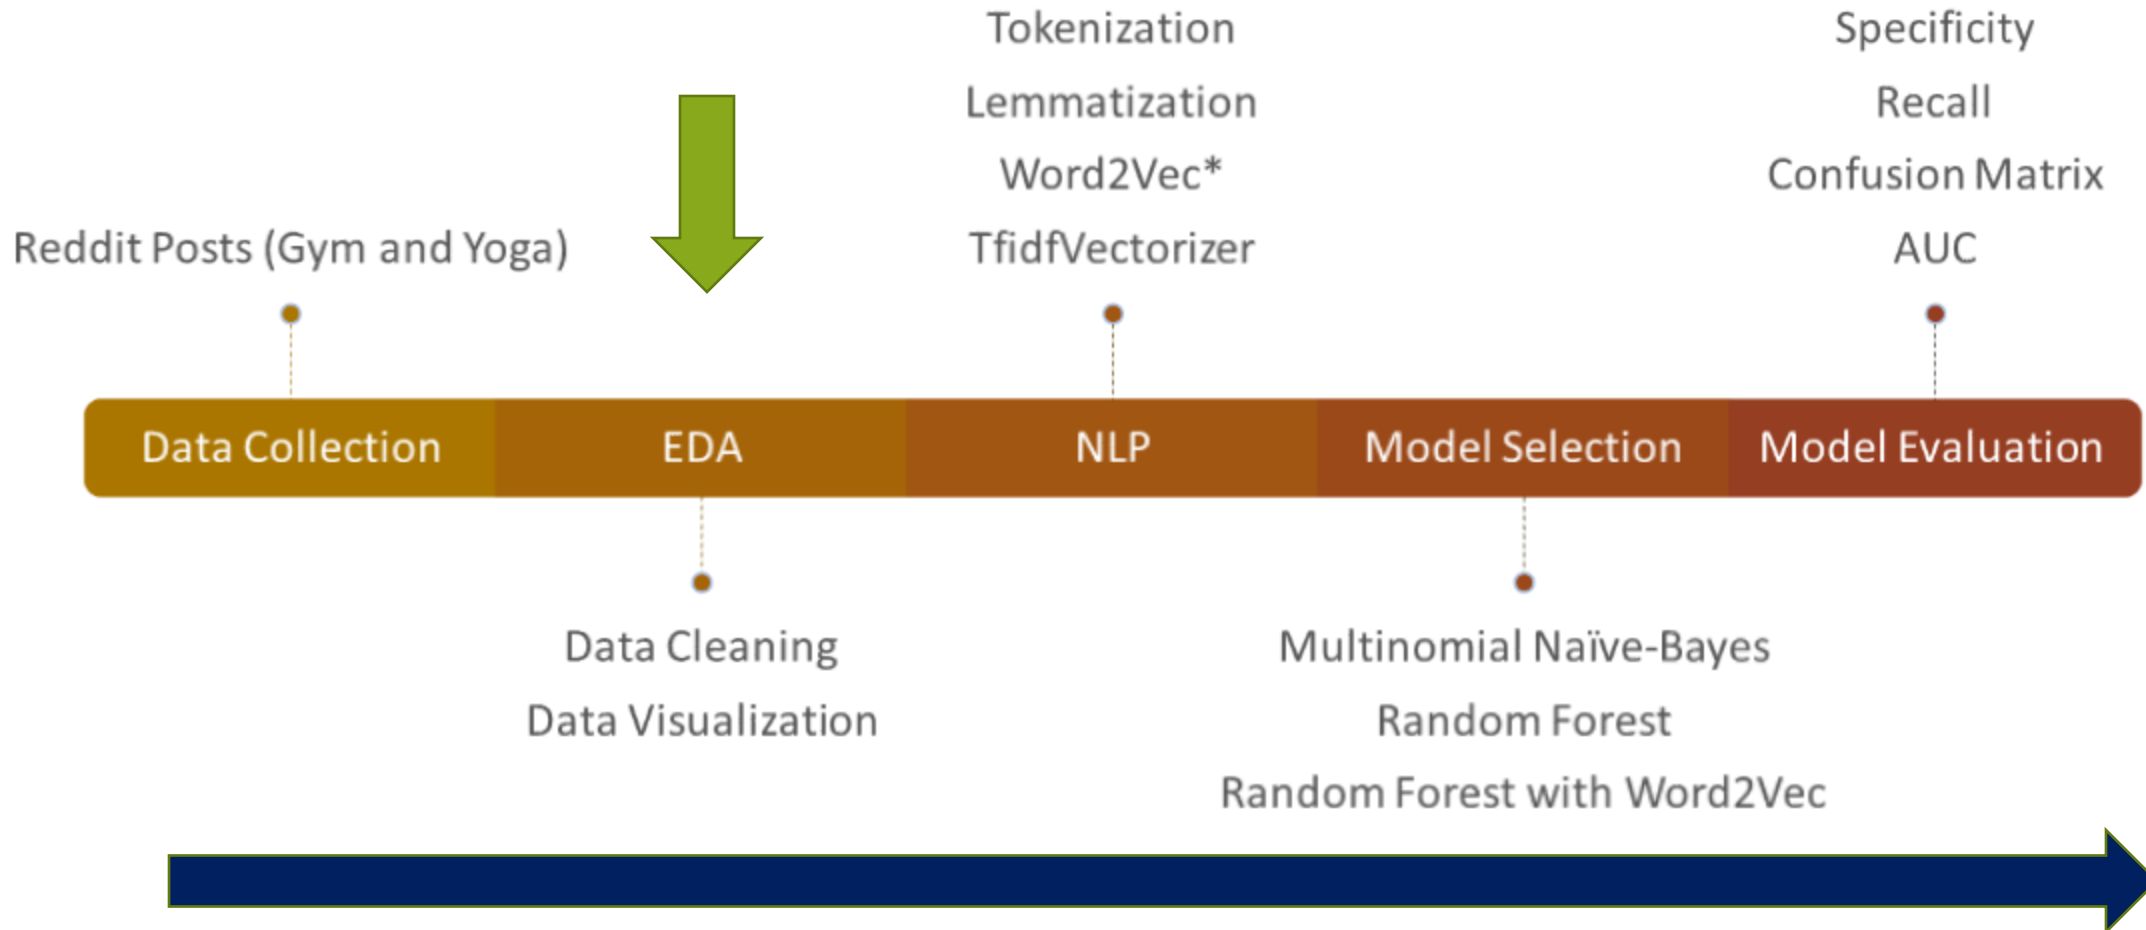 Reddit Posts (Gym and Yoga)
Tokenization
Lemmatization
Word2Vec*
TfidfVectorizer
Specificity
Recall
Confusion Matrix
AUC
Data Collection
EDA
NLP
Model Selection
Model Evaluation
Data Cleaning
Data Visualization
Multinomial Naïve-Bayes
Random Forest
Random Forest with Word2Vec